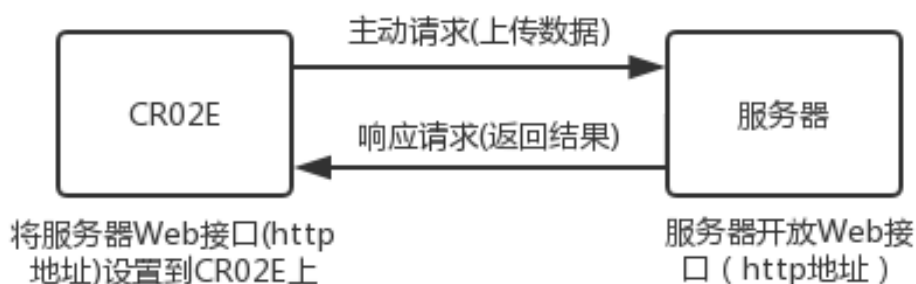 主动请求(上传数据)
CR02E
服务器
响应请求(返回结果)
将服务器Web接口(http
地址)设置到CR02E上
服务器开放Web接
口（http地址）